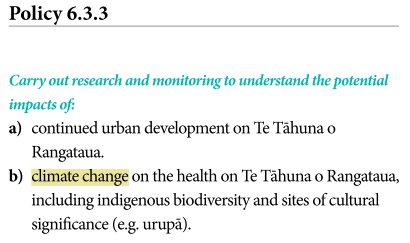 Policy 6.3.3
Carry out research and monitoring to understand the potential
impacts of:
a) continued urban development on Te Tāhuna o
Rangataua.
b) climate change on the health on Te Tāhuna o Rangataua,
including indigenous biodiversity and sites of cultural
significance (e.g. urupā).